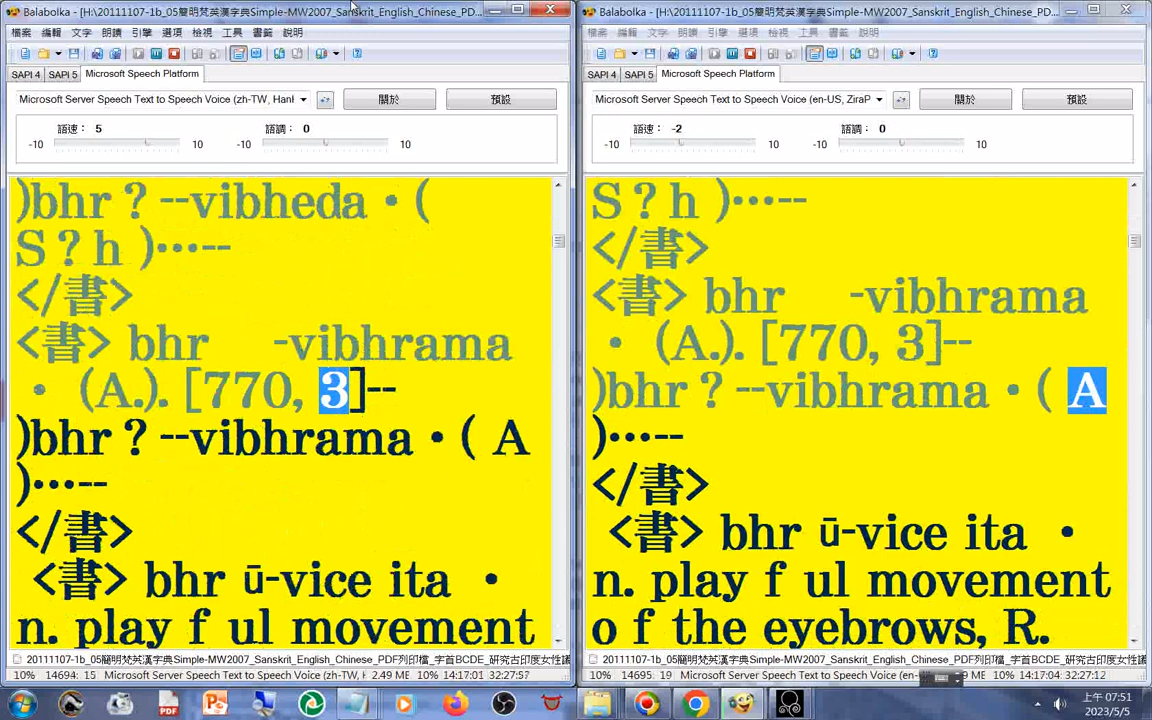 Balabolka - [H:\20111107-1b_05簡明梵英漢字典Simple-MW2007_Sanskrit_English_Chinese_PD...
檔案 編輯 文字 朗讀 引擎 選項 檢視 工具 書籤 說明
SAPI 4 SAPI 5 Microsoft Speech Platform
Microsoft Server Speech Text to Speech Voice (zh-TW, Hanl
關於 預設
語速： 5 語調： 0
-10 10 -10 10
)bhr ? --vibheda • (
S ? h )⋯--
</書>
<書> bhr -vibhrama
• (A.). [770, 3]--
)bhr ? --vibhrama • ( A
)⋯--
</書>
<書> bhr ū-vice ita •
n. play f ul movement
20111107-1b_05簡明梵英漢字典Simple-MW2007_Sanskrit_English_Chinese_PDF列印檔_字首BCDE_研究古印度女性議
10% 14694: 15 Microsoft Server Speech Text to Speech Voice (zh-TW, H 2.49 MB 10% 14:17:01 32:27:57
Balabolka - [H:\20111107-1b_05簡明梵英漢字典Simple-MW2007_Sanskrit_English_Chinese_PD...
檔案 編輯 文字 朗讀 引擎 選項 檢視 工具 書籤 說明
SAPI 4 SAPI 5 Microsoft Speech Platform
Microsoft Server Speech Text to Speech Voice (en-US, ZiraP
關於 預設
語速： -2 語調： 0
-10 10 -10 10
S ? h )⋯--
</書>
<書> bhr -vibhrama
• (A.). [770, 3]--
)bhr ? --vibhrama • ( A
)⋯--
</書>
<書> bhr ū-vice ita •
n. play f ul movement
o f the eyebrows, R.
20111107-1b_05簡明梵英漢字典Simple-MW2007_Sanskrit_English_Chinese_PDF列印檔_字首BCDE_研究古印度女性議
10% 14695: 19 Microsoft Server Speech Text to Speech Voice (en-U 9 MB 10% 14:17:04 32:27:12
上午 07:51
2023/5/5